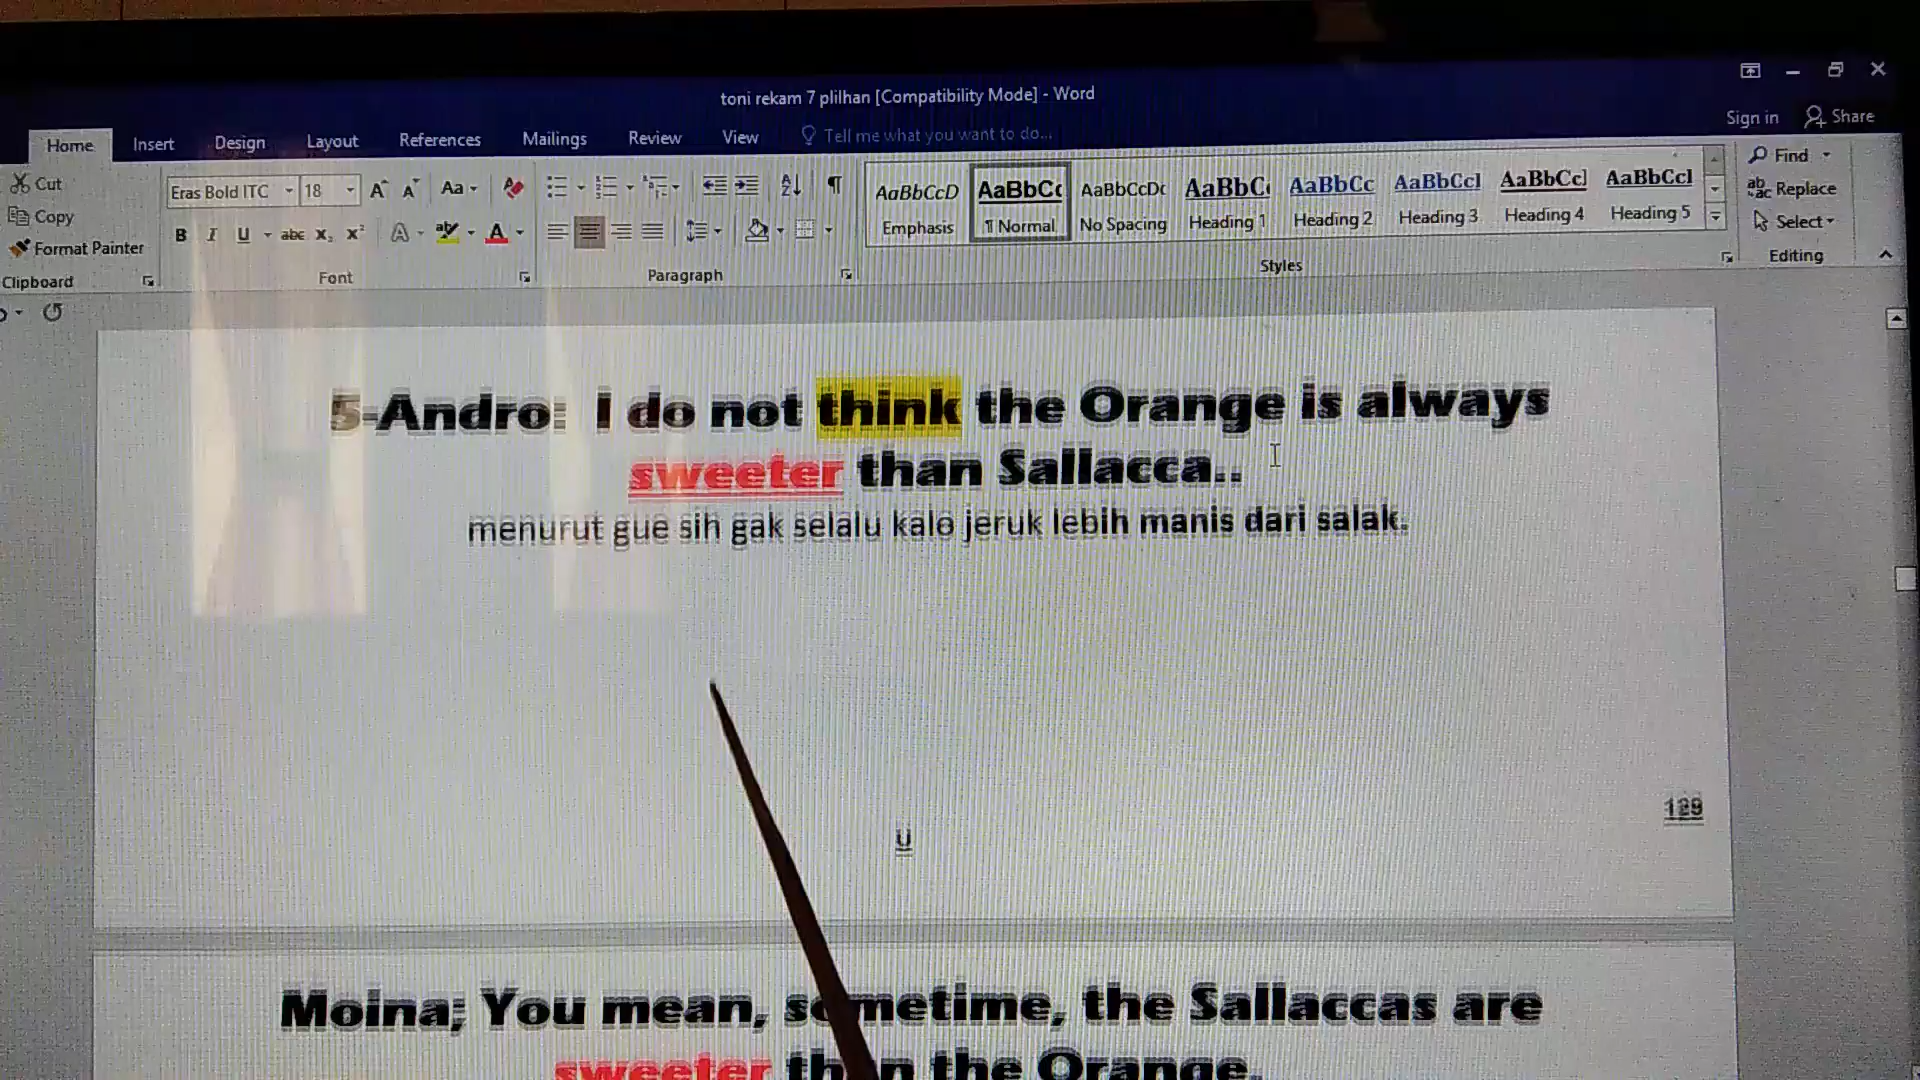 toni rekam 7 plilhan [Compatibility Mode] - Word
Sign in Share
Home Insert Design Layout References Mailings Review View Tell me what you want to do...
Cut
Copy
Format Painter
Clipboard
Eras Bold ITC 18
Font
Paragraph
AaBbCcD AaBbCc AaBbCcDc AaBbC AaBbCc AaBbCcl AaBbCcl AaBbCcl
Emphasis ¶ Normal No Spacing Heading 1 Heading 2 Heading 3 Heading 4 Heading 5
Styles
Find
Replace
Select
Editing
5-Andro: I do not think the Orange is always
sweeter than Sallacca..
menurut gue sih gak selalu kalo jeruk lebih manis dari salak.
129
U
Moina; You mean, sometime, the Sallaccas are
sweeter than the Orange.